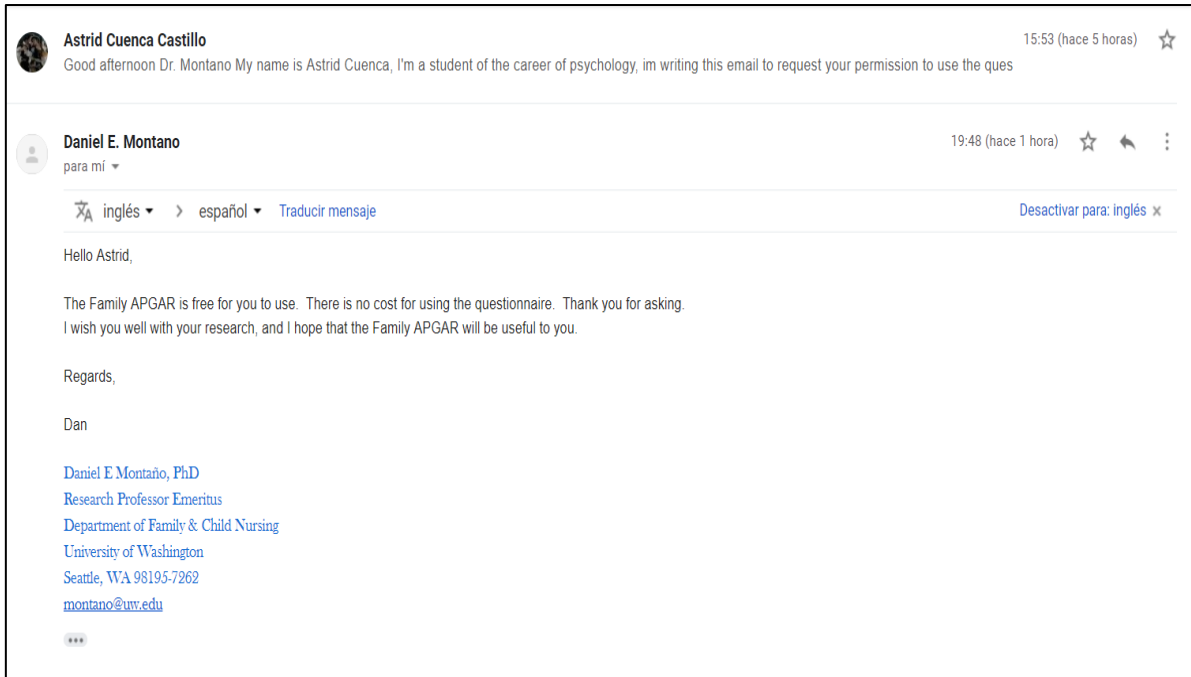 Astrid Cuenca Castillo
15:53 (hace 5 horas)
Good afternoon Dr. Montano My name is Astrid Cuenca, I'm a student of the career of psychology, im writing this email to request your permission to use the ques
Daniel E. Montano
19:48 (hace 1 hora)
para mí
inglés > español Traducir mensaje
Desactivar para: inglés x
Hello Astrid,
The Family APGAR is free for you to use.  There is no cost for using the questionnaire.  Thank you for asking.
I wish you well with your research, and I hope that the Family APGAR will be useful to you.
Regards,
Dan
Daniel E Montaño, PhD
Research Professor Emeritus
Department of Family & Child Nursing
University of Washington
Seattle, WA 98195-7262
montano@uw.edu